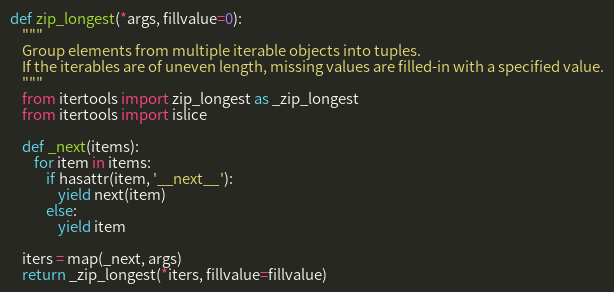 def zip_longest(*args, fillvalue=0):
    """
    Group elements from multiple iterable objects into tuples.
    If the iterables are of uneven length, missing values are filled-in with a specified value.
    """
    from itertools import zip_longest as _zip_longest
    from itertools import islice

    def _next(items):
        for item in items:
            if hasattr(item, '__next__'):
                yield next(item)
            else:
                yield item

    iters = map(_next, args)
    return _zip_longest(*iters, fillvalue=fillvalue)